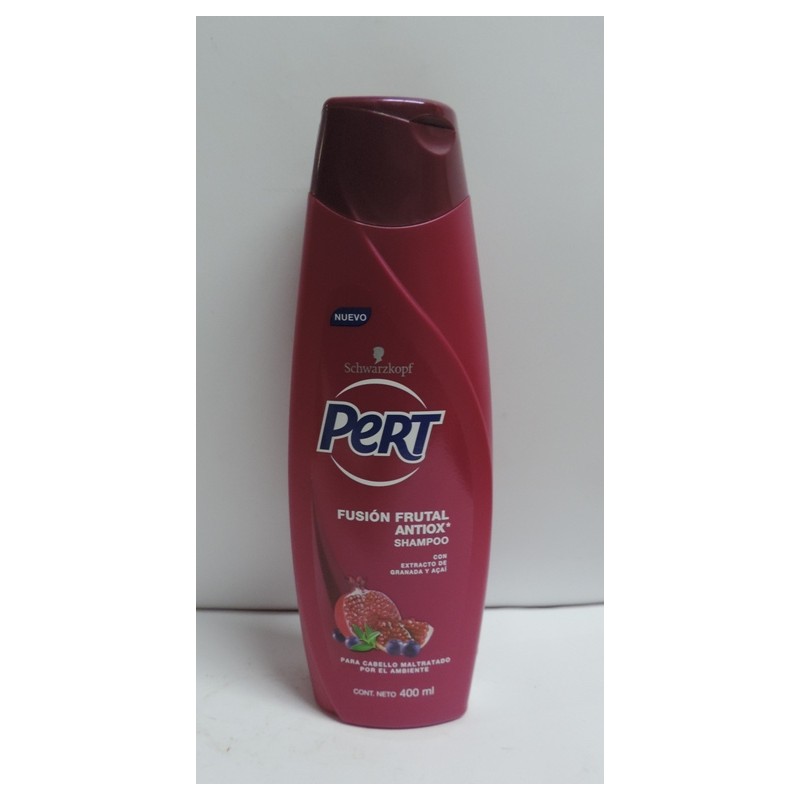 NUEVO
Schwarzkopf
PERT
FUSIÓN FRUTAL
ANTIOX*
SHAMPOO
CON
EXTRACTO DE
GRANADA Y AÇAÍ
PARA CABELLO MALTRATADO
POR EL AMBIENTE
CONT. NETO 400 ml